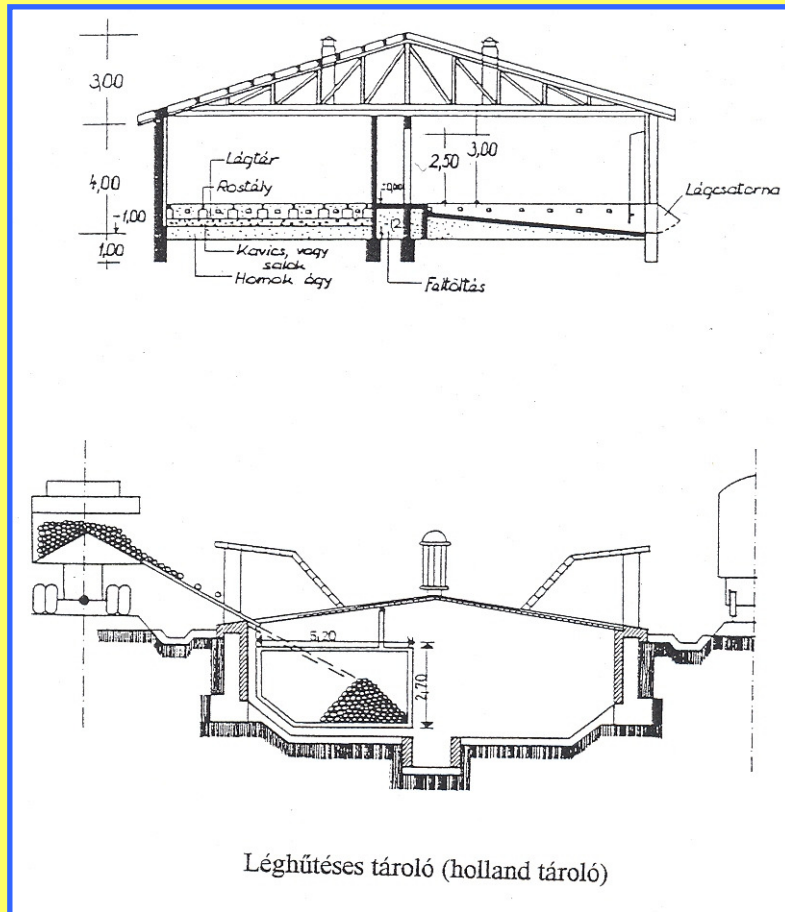 3,00
4,00
1,00
-1,00
Légtér
Rostály
Kavics, vagy
salak
Homok ágy
Feltöltés
2,50
3,00
Légcsatorna
5,20
2,70
Léghűtéses tároló (holland tároló)